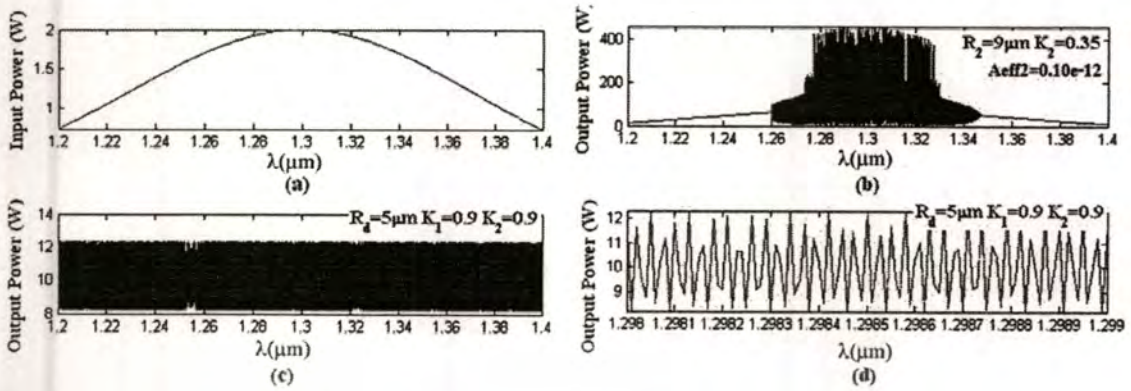 Input Power (W)
2
1.5
1
1.2 1.22 1.24 1.26 1.28 1.3 1.32 1.34 1.36 1.38 1.4
λ(μm)
(a)
Output Power (W)
400
200
0
R₂=9μm K₂=0.35
Aeff2=0.10e-12
1.2 1.22 1.24 1.26 1.28 1.3 1.32 1.34 1.36 1.38 1.4
λ(μm)
(b)
Output Power (W)
14
12
10
8
R_d=5μm K₁=0.9 K₂=0.9
1.2 1.22 1.24 1.26 1.28 1.3 1.32 1.34 1.36 1.38 1.4
λ(μm)
(c)
Output Power (W)
12
11
10
9
R_d=5μm K₁=0.9 K₂=0.9
1.298 1.2981 1.2982 1.2983 1.2984 1.2985 1.2986 1.2987 1.2988 1.2989 1.299
λ(μm)
(d)